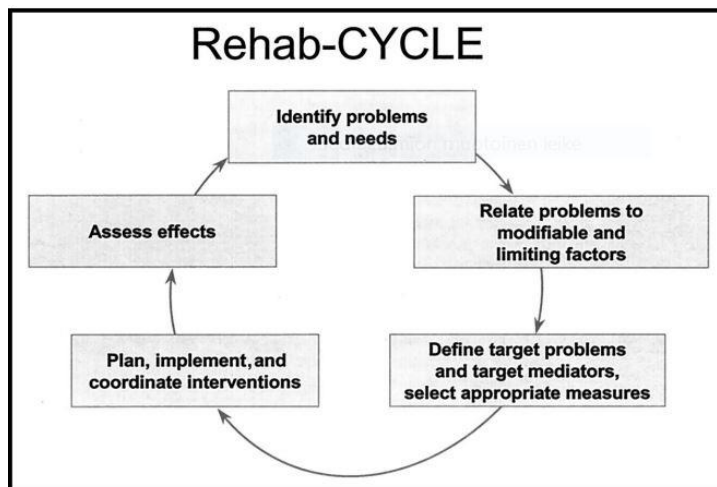 Rehab-CYCLE
Identify problems
and needs
Relate problems to
modifiable and
limiting factors
Define target problems
and target mediators,
select appropriate measures
Plan, implement, and
coordinate interventions
Assess effects